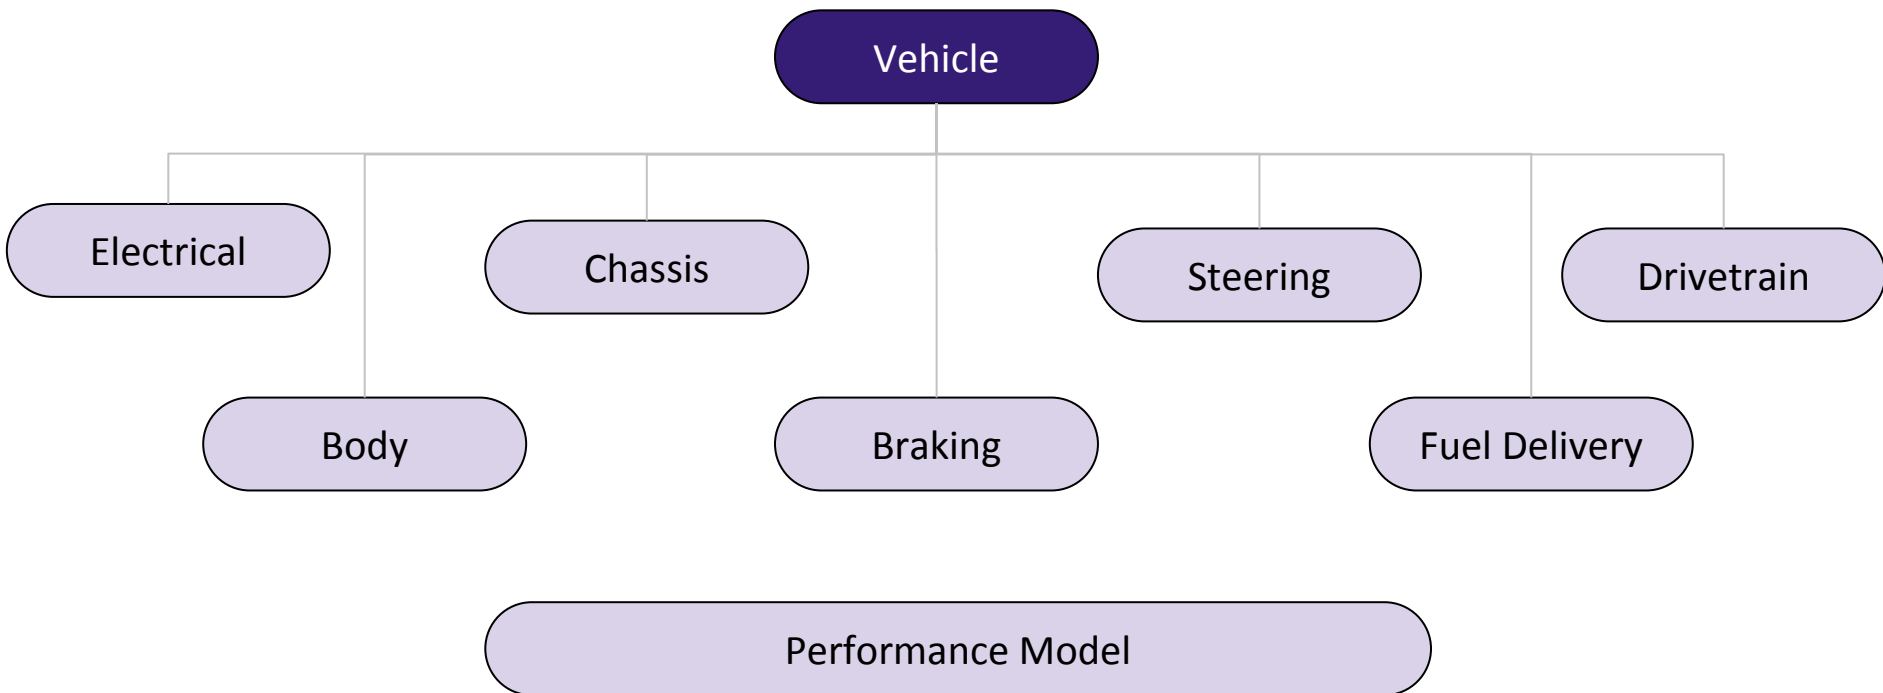 Vehicle
Electrical
Chassis
Steering
Drivetrain
Body
Braking
Fuel Delivery
Performance Model